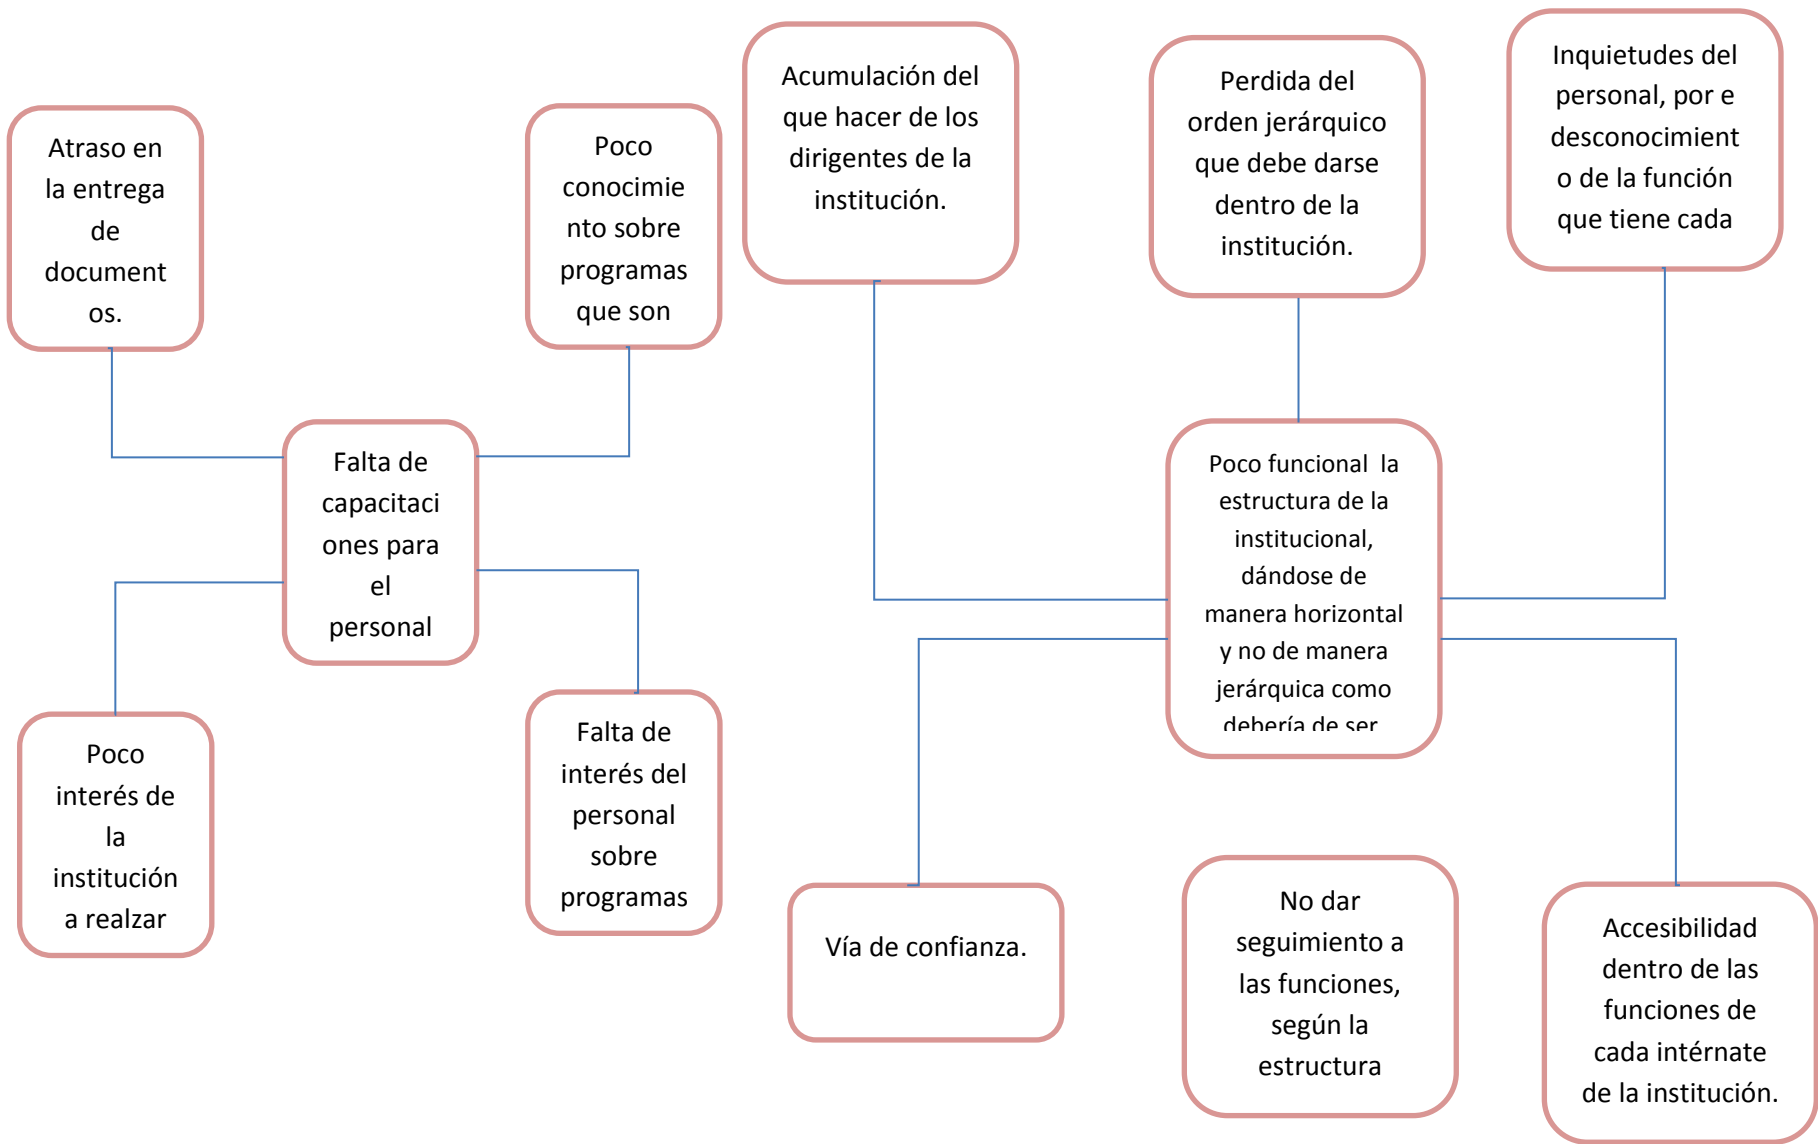 Atraso en
la entrega
de
document
os.
Poco
conocimie
nto sobre
programas
que son
Acumulación del
que hacer de los
dirigentes de la
institución.
Perdida del
orden jerárquico
que debe darse
dentro de la
institución.
Inquietudes del
personal, por e
desconocimient
o de la función
que tiene cada
Falta de
capacitaci
ones para
el
personal
Poco funcional  la
estructura de la
institucional,
dándose de
manera horizontal
y no de manera
jerárquica como
debería de ser
Poco
interés de
la
institución
a realzar
Falta de
interés del
personal
sobre
programas
Vía de confianza.
No dar
seguimiento a
las funciones,
según la
estructura
Accesibilidad
dentro de las
funciones de
cada intérnate
de la institución.